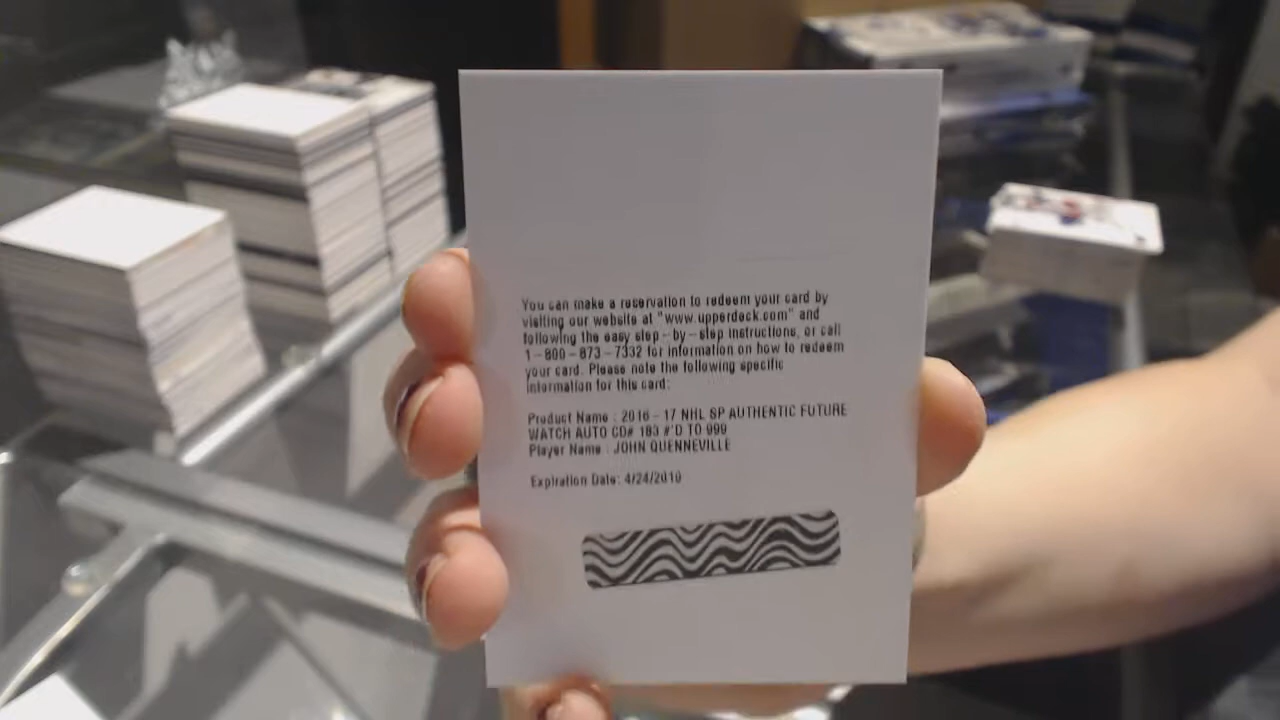 You can make a reservation to redeem your card by
visiting our website at "www.upperdeck.com" and
following the easy step-by-step instructions, or call
1-800-873-7332 for information on how to redeem
your card. Please note the following specific
information for this card:
Product Name : 2016-17 NHL SP AUTHENTIC FUTURE
WATCH AUTO CD# 183 #'D TO 999
Player Name : JOHN QUENNEVILLE
Expiration Date: 4/24/2019